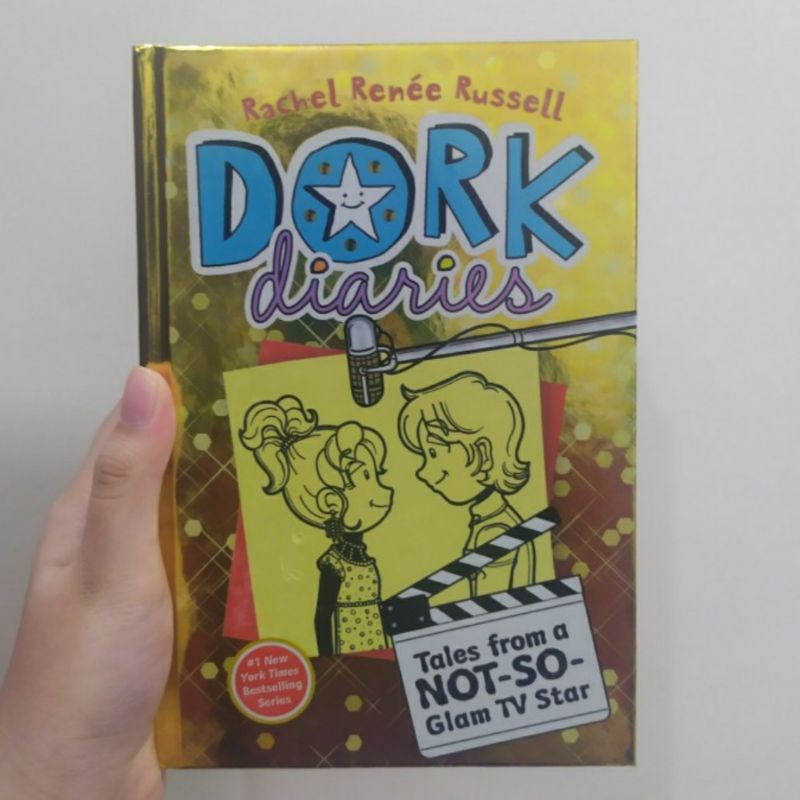 Rachel Renée Russell
DORK
diaries
#1 New
York Times
Bestselling
Series
Tales from a
NOT-SO-
Glam TV Star